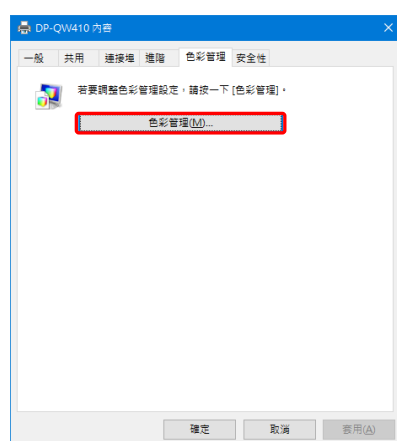 DP-QW410 內容
一般 共用 連接埠 進階 色彩管理 安全性
若要調整色彩管理設定，請按一下 [色彩管理]。
色彩管理(M)...
確定 取消 套用(A)